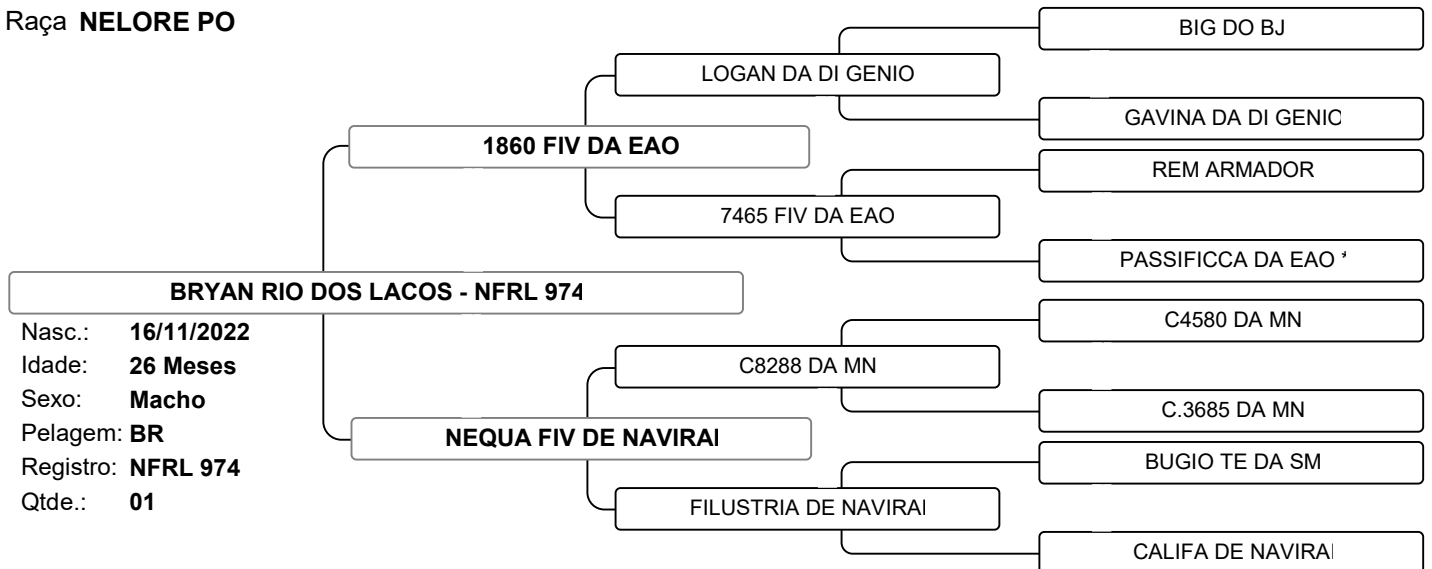 Raça NELORE PO
BIG DO BJ
LOGAN DA DI GENIO
GAVINA DA DI GENIO
1860 FIV DA EAO
REM ARMADOR
7465 FIV DA EAO
PASSIFICCA DA EAO *
BRYAN RIO DOS LACOS - NFRL 974
C4580 DA MN
Nasc.: 16/11/2022
Idade: 26 Meses
C8288 DA MN
Sexo: Macho
C.3685 DA MN
Pelagem: BR
NEQUA FIV DE NAVIRAI
Registro: NFRL 974
BUGIO TE DA SM
Qtde.: 01
FILUSTRIA DE NAVIRAI
CALIFA DE NAVIRAI